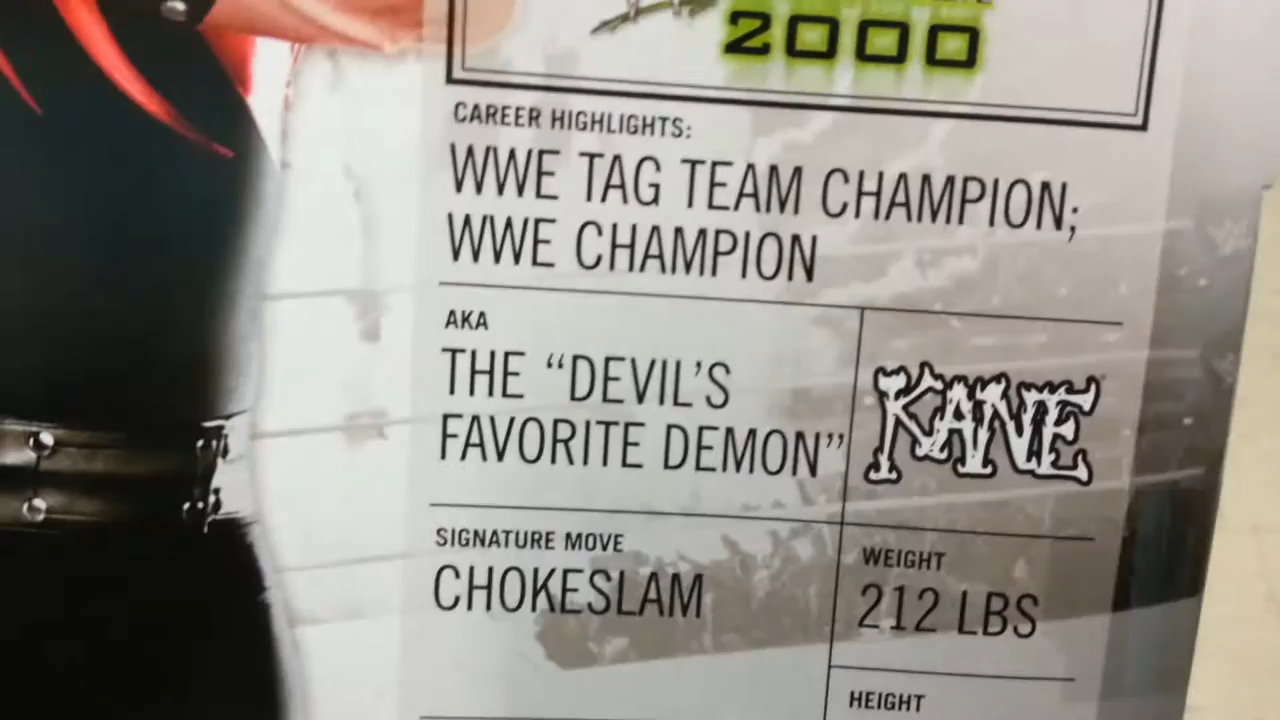 2000
CAREER HIGHLIGHTS:
WWE TAG TEAM CHAMPION;
WWE CHAMPION
AKA
THE “DEVIL’S
FAVORITE DEMON”
KANE
SIGNATURE MOVE
CHOKESLAM
WEIGHT
212 LBS
HEIGHT